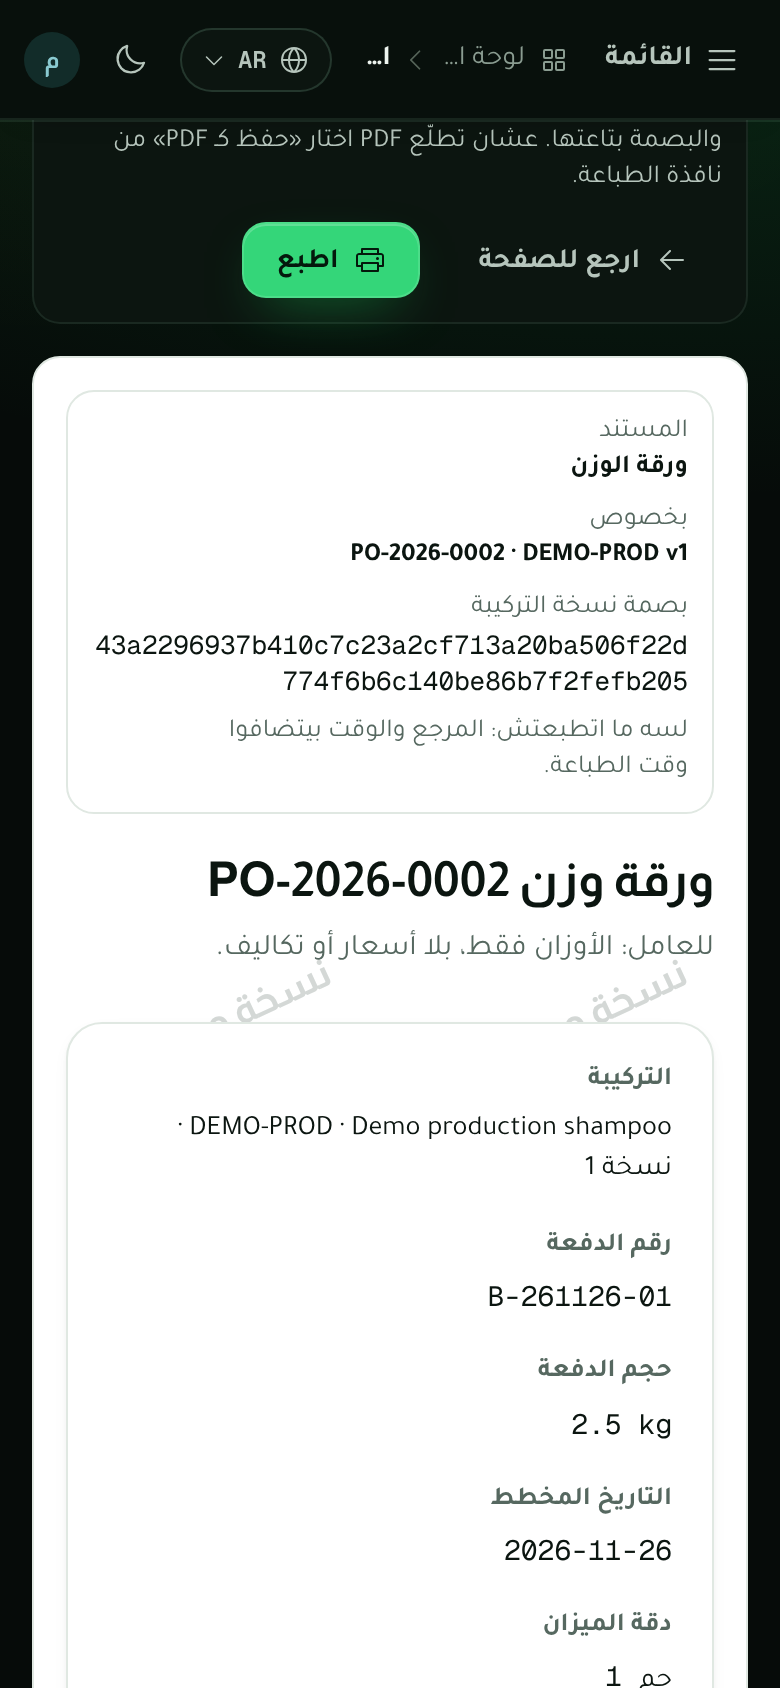 القائمة
لوحة ا...
ا...
AR
م
والبصمة بتاعتها. عشان تطلّع PDF اختار «حفظ كـ PDF» من
نافذة الطباعة.
ارجع للصفحة
اطبع
المستند
ورقة الوزن
بخصوص
PO-2026-0002 · DEMO-PROD v1
بصمة نسخة التركيبة
43a2296937b410c7c23a2cf713a20ba506f22d
774f6b6c140be86b7f2fefb205
لسه ما اتطبعتش: المرجع والوقت بيتضافوا
وقت الطباعة.
ورقة وزن PO-2026-0002
للعامل: الأوزان فقط، بلا أسعار أو تكاليف.
نسخة
نسخة
التركيبة
DEMO-PROD · Demo production shampoo ·
نسخة 1
رقم الدفعة
B-261126-01
حجم الدفعة
2.5 kg
التاريخ المخطط
2026-11-26
دقة الميزان
1